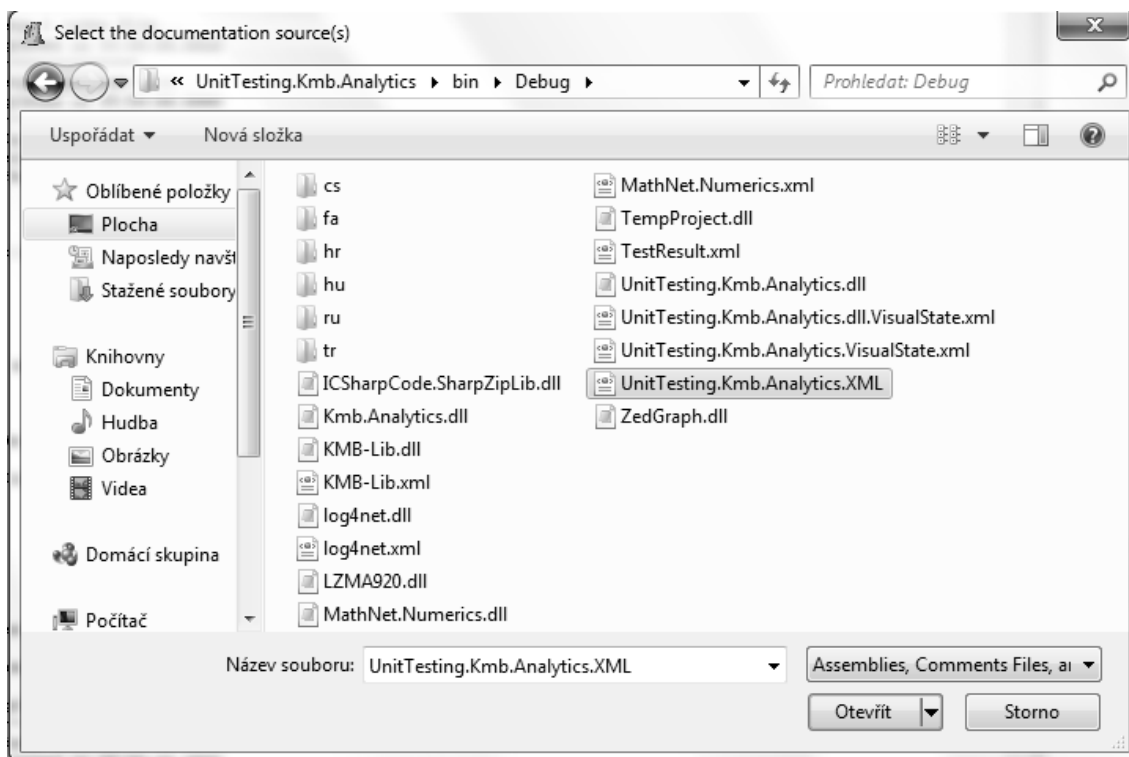 Select the documentation source(s)
« UnitTesting.Kmb.Analytics ▸ bin ▸ Debug ▸
Prohledat: Debug
Uspořádat
Nová složka
Oblíbené položky
Plocha
Naposledy navšt
Stažené soubory
Knihovny
Dokumenty
Hudba
Obrázky
Videa
Domácí skupina
Počítač
cs
fa
hr
hu
ru
tr
ICSharpCode.SharpZipLib.dll
Kmb.Analytics.dll
KMB-Lib.dll
KMB-Lib.xml
log4net.dll
log4net.xml
LZMA920.dll
MathNet.Numerics.dll
MathNet.Numerics.xml
TempProject.dll
TestResult.xml
UnitTesting.Kmb.Analytics.dll
UnitTesting.Kmb.Analytics.dll.VisualState.xml
UnitTesting.Kmb.Analytics.VisualState.xml
UnitTesting.Kmb.Analytics.XML
ZedGraph.dll
Název souboru: UnitTesting.Kmb.Analytics.XML
Assemblies, Comments Files, ar
Otevřít
Storno